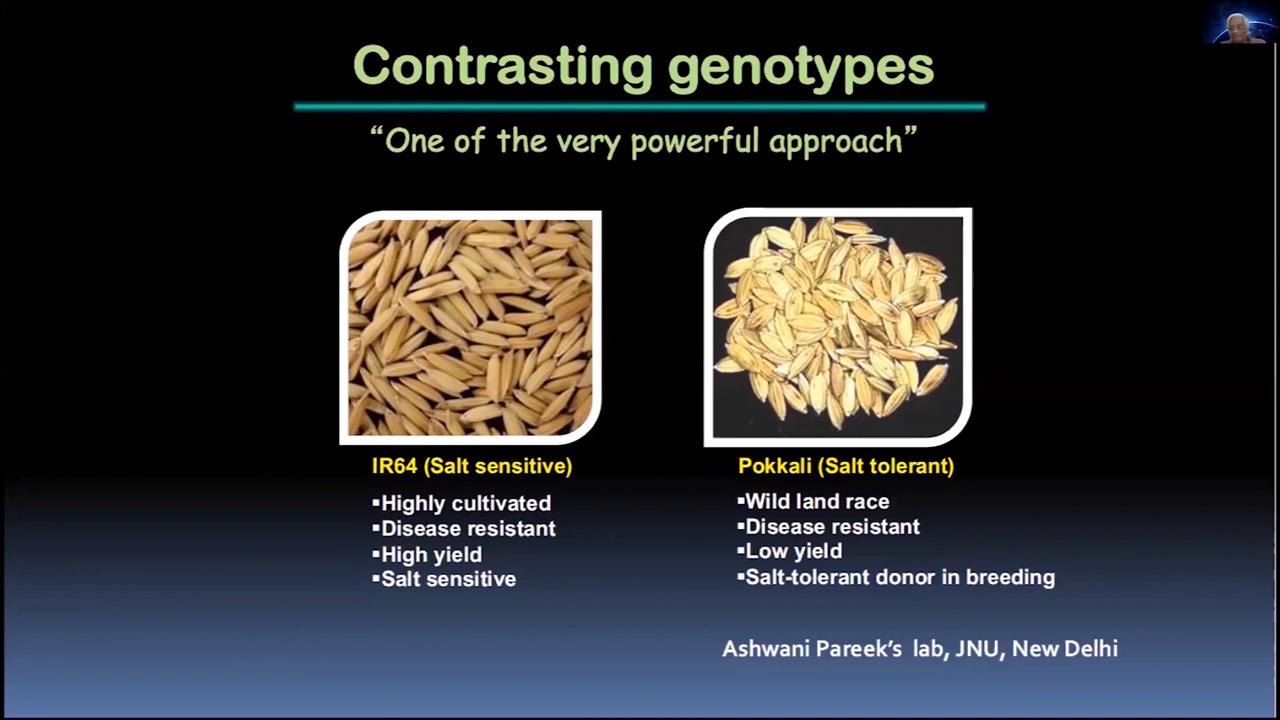 Contrasting genotypes
“One of the very powerful approach”
IR64 (Salt sensitive)
▪Highly cultivated
▪Disease resistant
▪High yield
▪Salt sensitive
Pokkali (Salt tolerant)
▪Wild land race
▪Disease resistant
▪Low yield
▪Salt-tolerant donor in breeding
Ashwani Pareek’s lab, JNU, New Delhi